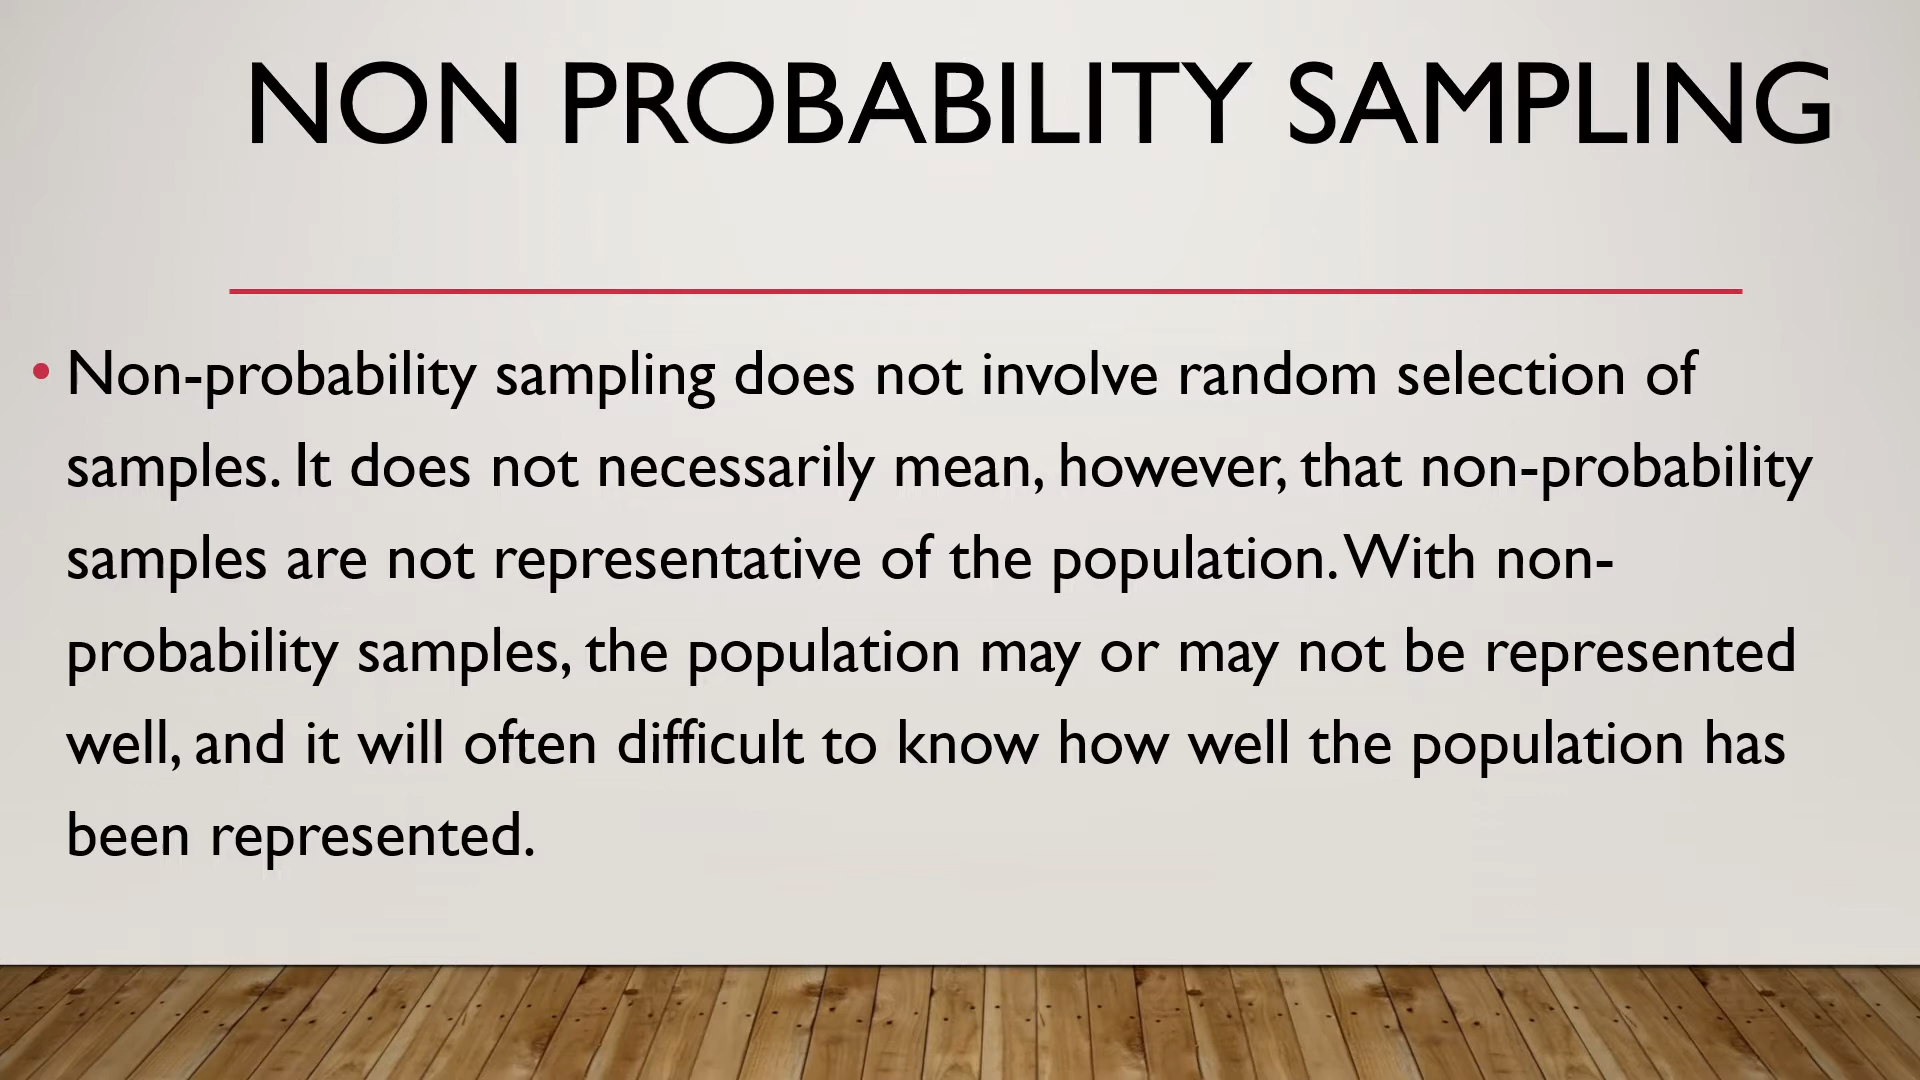 NON PROBABILITY SAMPLING
• Non-probability sampling does not involve random selection of
samples. It does not necessarily mean, however, that non-probability
samples are not representative of the population. With non-
probability samples, the population may or may not be represented
well, and it will often difficult to know how well the population has
been represented.